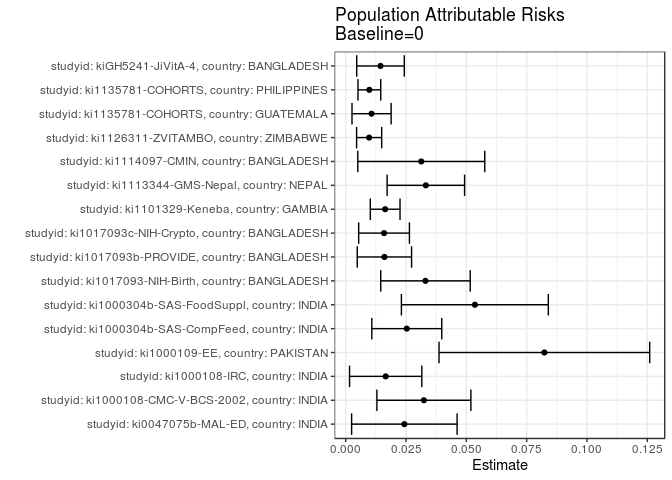 Population Attributable Risks
Baseline=0
studyid: kiGH5241-JiVitA-4, country: BANGLADESH
studyid: ki1135781-COHORTS, country: PHILIPPINES
studyid: ki1135781-COHORTS, country: GUATEMALA
studyid: ki1126311-ZVITAMBO, country: ZIMBABWE
studyid: ki1114097-CMIN, country: BANGLADESH
studyid: ki1113344-GMS-Nepal, country: NEPAL
studyid: ki1101329-Keneba, country: GAMBIA
studyid: ki1017093c-NIH-Crypto, country: BANGLADESH
studyid: ki1017093b-PROVIDE, country: BANGLADESH
studyid: ki1017093-NIH-Birth, country: BANGLADESH
studyid: ki1000304b-SAS-FoodSuppl, country: INDIA
studyid: ki1000304b-SAS-CompFeed, country: INDIA
studyid: ki1000109-EE, country: PAKISTAN
studyid: ki1000108-IRC, country: INDIA
studyid: ki1000108-CMC-V-BCS-2002, country: INDIA
studyid: ki0047075b-MAL-ED, country: INDIA
0.000 0.025 0.050 0.075 0.100 0.125
Estimate